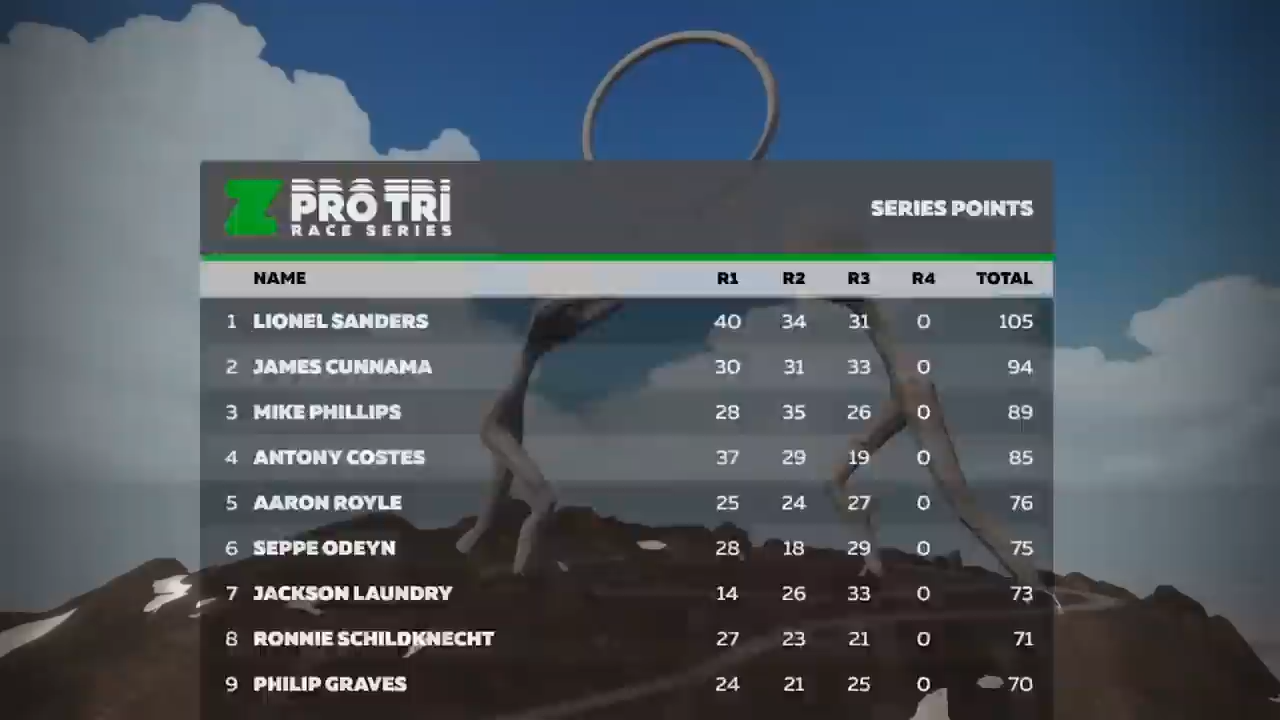 PRO TRI
RACE SERIES
SERIES POINTS
NAME R1 R2 R3 R4 TOTAL
1 LIONEL SANDERS 40 34 31 0 105
2 JAMES CUNNAMA 30 31 33 0 94
3 MIKE PHILLIPS 28 35 26 0 89
4 ANTONY COSTES 37 29 19 0 85
5 AARON ROYLE 25 24 27 0 76
6 SEPPE ODEYN 28 18 29 0 75
7 JACKSON LAUNDRY 14 26 33 0 73
8 RONNIE SCHILDKNECHT 27 23 21 0 71
9 PHILIP GRAVES 24 21 25 0 70